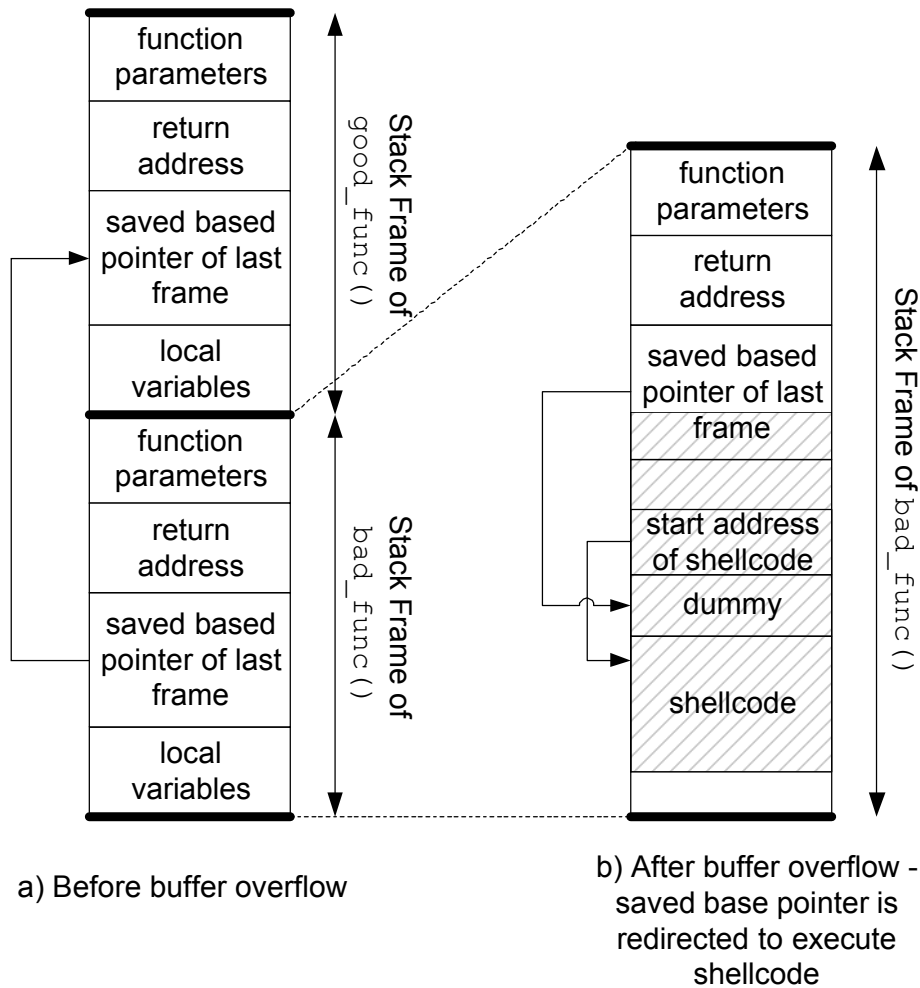 function
parameters
return
address
saved based
pointer of last
frame
local
variables
function
parameters
return
address
saved based
pointer of last
frame
local
variables
Stack Frame of
good_func()
Stack Frame of
bad_func()
a) Before buffer overflow
function
parameters
return
address
saved based
pointer of last
frame
start address
of shellcode
dummy
shellcode
Stack Frame of bad_func()
b) After buffer overflow -
saved base pointer is
redirected to execute
shellcode